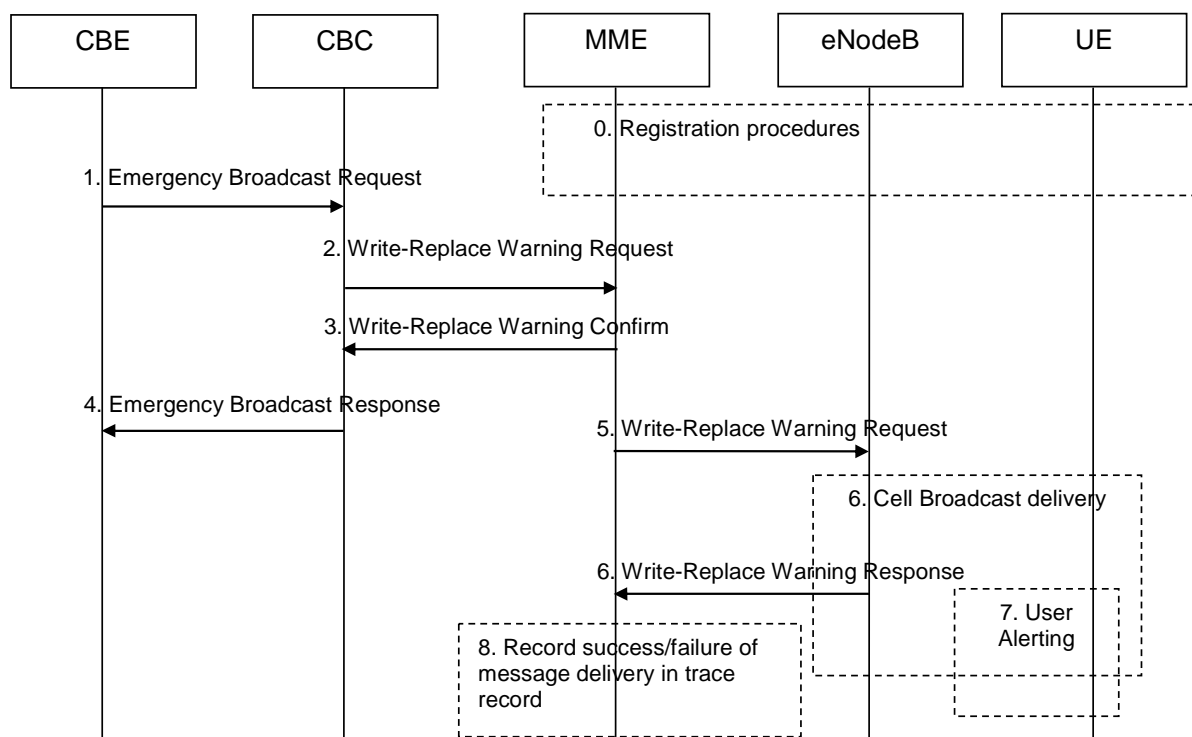 CBE
CBC
MME
eNodeB
UE
0. Registration procedures
1. Emergency Broadcast Request
2. Write-Replace Warning Request
3. Write-Replace Warning Confirm
4. Emergency Broadcast Response
5. Write-Replace Warning Request
6. Cell Broadcast delivery
6. Write-Replace Warning Response
7. User
Alerting
8. Record success/failure of
message delivery in trace
record